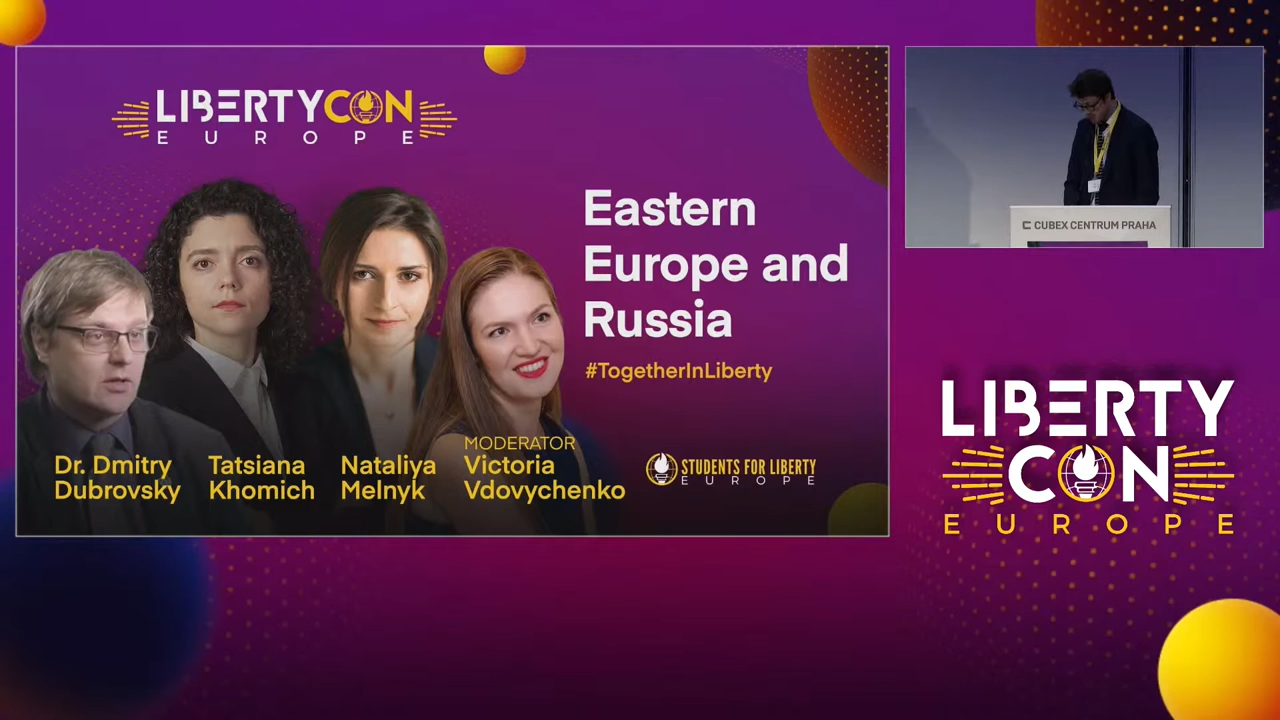 LIBERTYCON
EUROPE
Eastern
Europe and
Russia
#TogetherInLiberty
Dr. Dmitry
Dubrovsky
Tatsiana
Khomich
Nataliya
Melnyk
MODERATOR
Victoria
Vdovychenko
STUDENTS FOR LIBERTY
EUROPE
CUBEX CENTRUM PRAHA
LIBERTY
CON
EUROPE